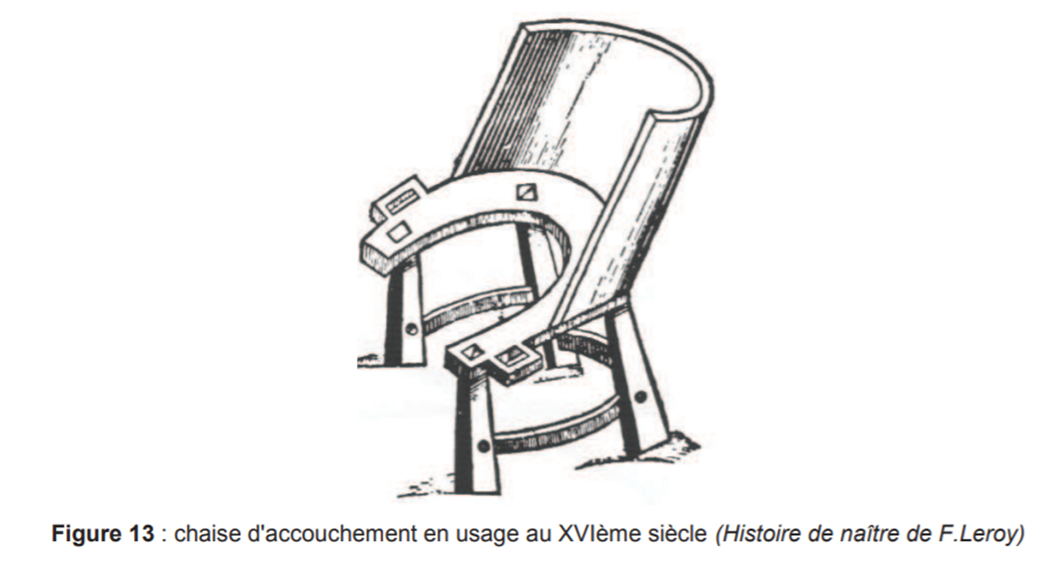 Figure 13 : chaise d'accouchement en usage au XVIème siècle (Histoire de naître de F.Leroy)